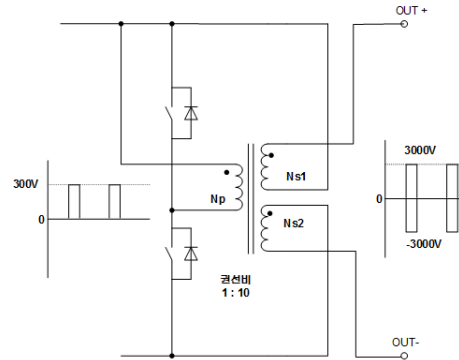 OUT +
300V
0
Np
Ns1
Ns2
권선비
1 : 10
3000V
0
-3000V
OUT-